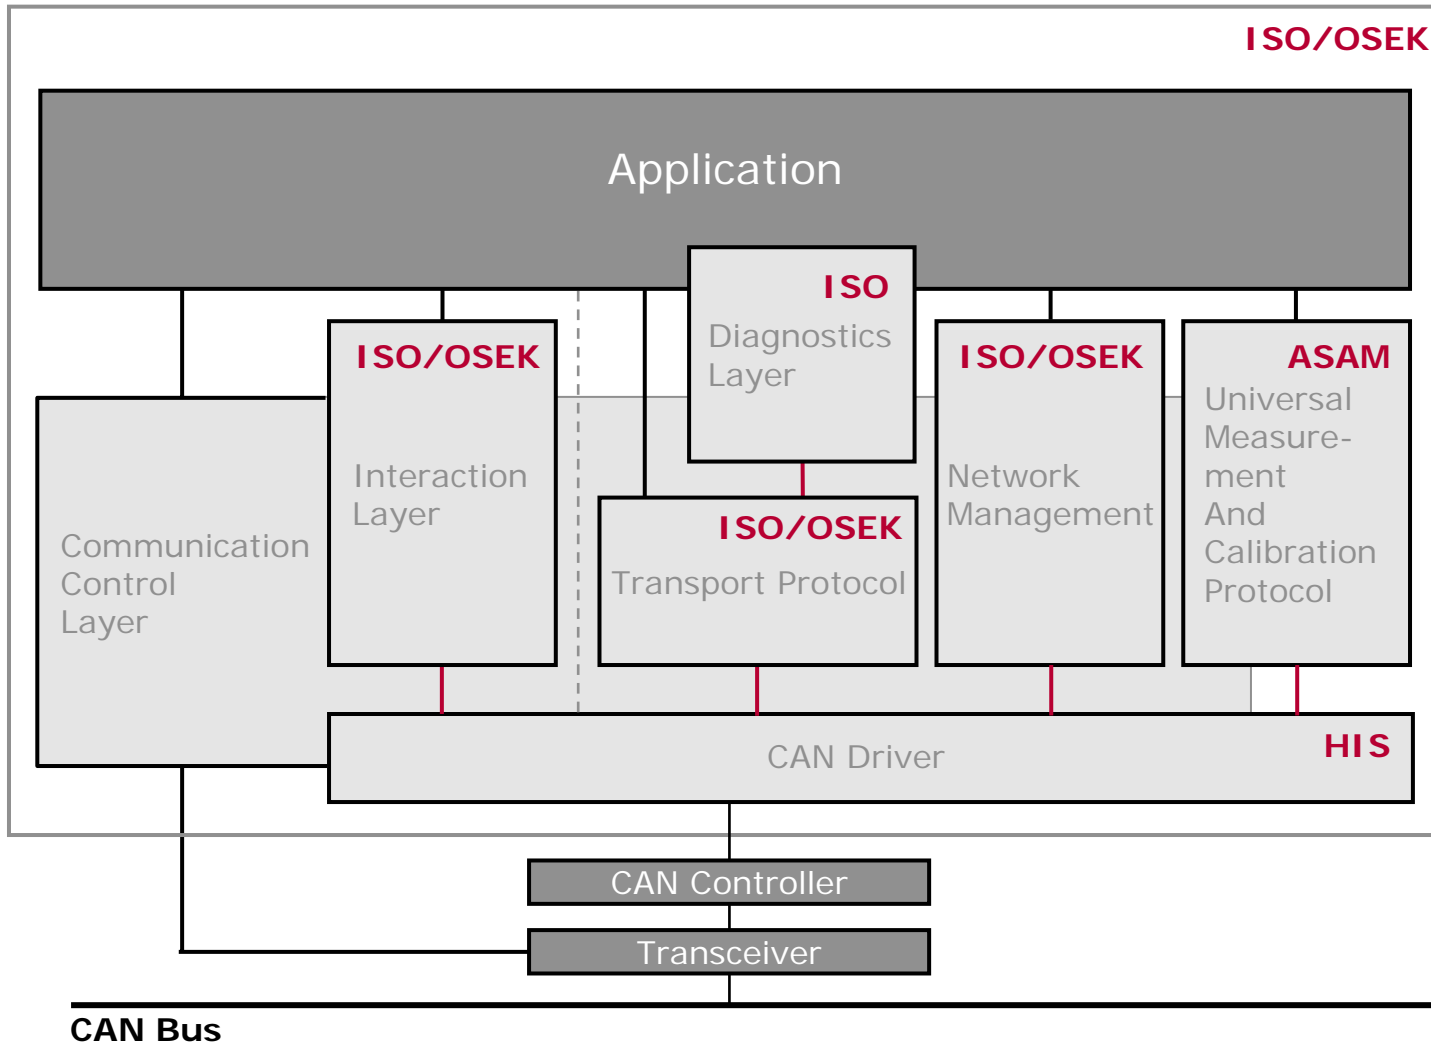 ISO/OSEK
Application
ISO
Diagnostics
Layer
ISO/OSEK
Interaction
Layer
ISO/OSEK
Network
Management
ASAM
Universal
Measure-
ment
And
Calibration
Protocol
Communication
Control
Layer
ISO/OSEK
Transport Protocol
CAN Driver
HIS
CAN Controller
Transceiver
CAN Bus